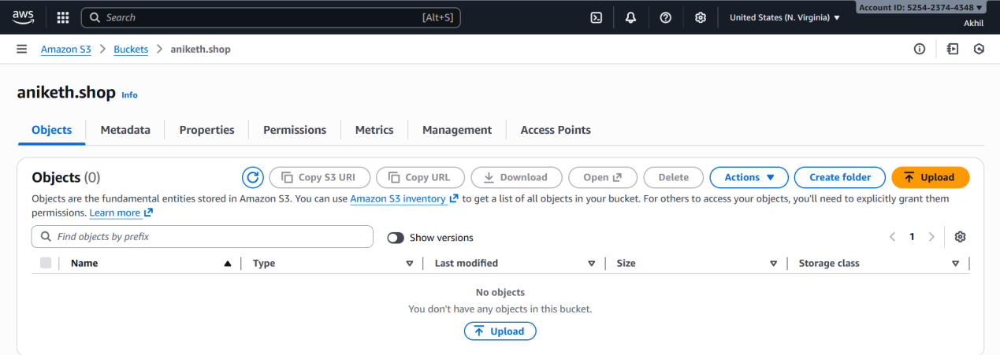 aws Search [Alt+S] United States (N. Virginia) Account ID: 5254-2374-4348
Akhil
Amazon S3 > Buckets > aniketh.shop
aniketh.shop Info
Objects Metadata Properties Permissions Metrics Management Access Points
Objects (0) Copy S3 URI Copy URL Download Open Delete Actions Create folder Upload
Objects are the fundamental entities stored in Amazon S3. You can use Amazon S3 inventory to get a list of all objects in your bucket. For others to access your objects, you'll need to explicitly grant them
permissions. Learn more
Find objects by prefix Show versions 1
Name Type Last modified Size Storage class
No objects
You don't have any objects in this bucket.
Upload